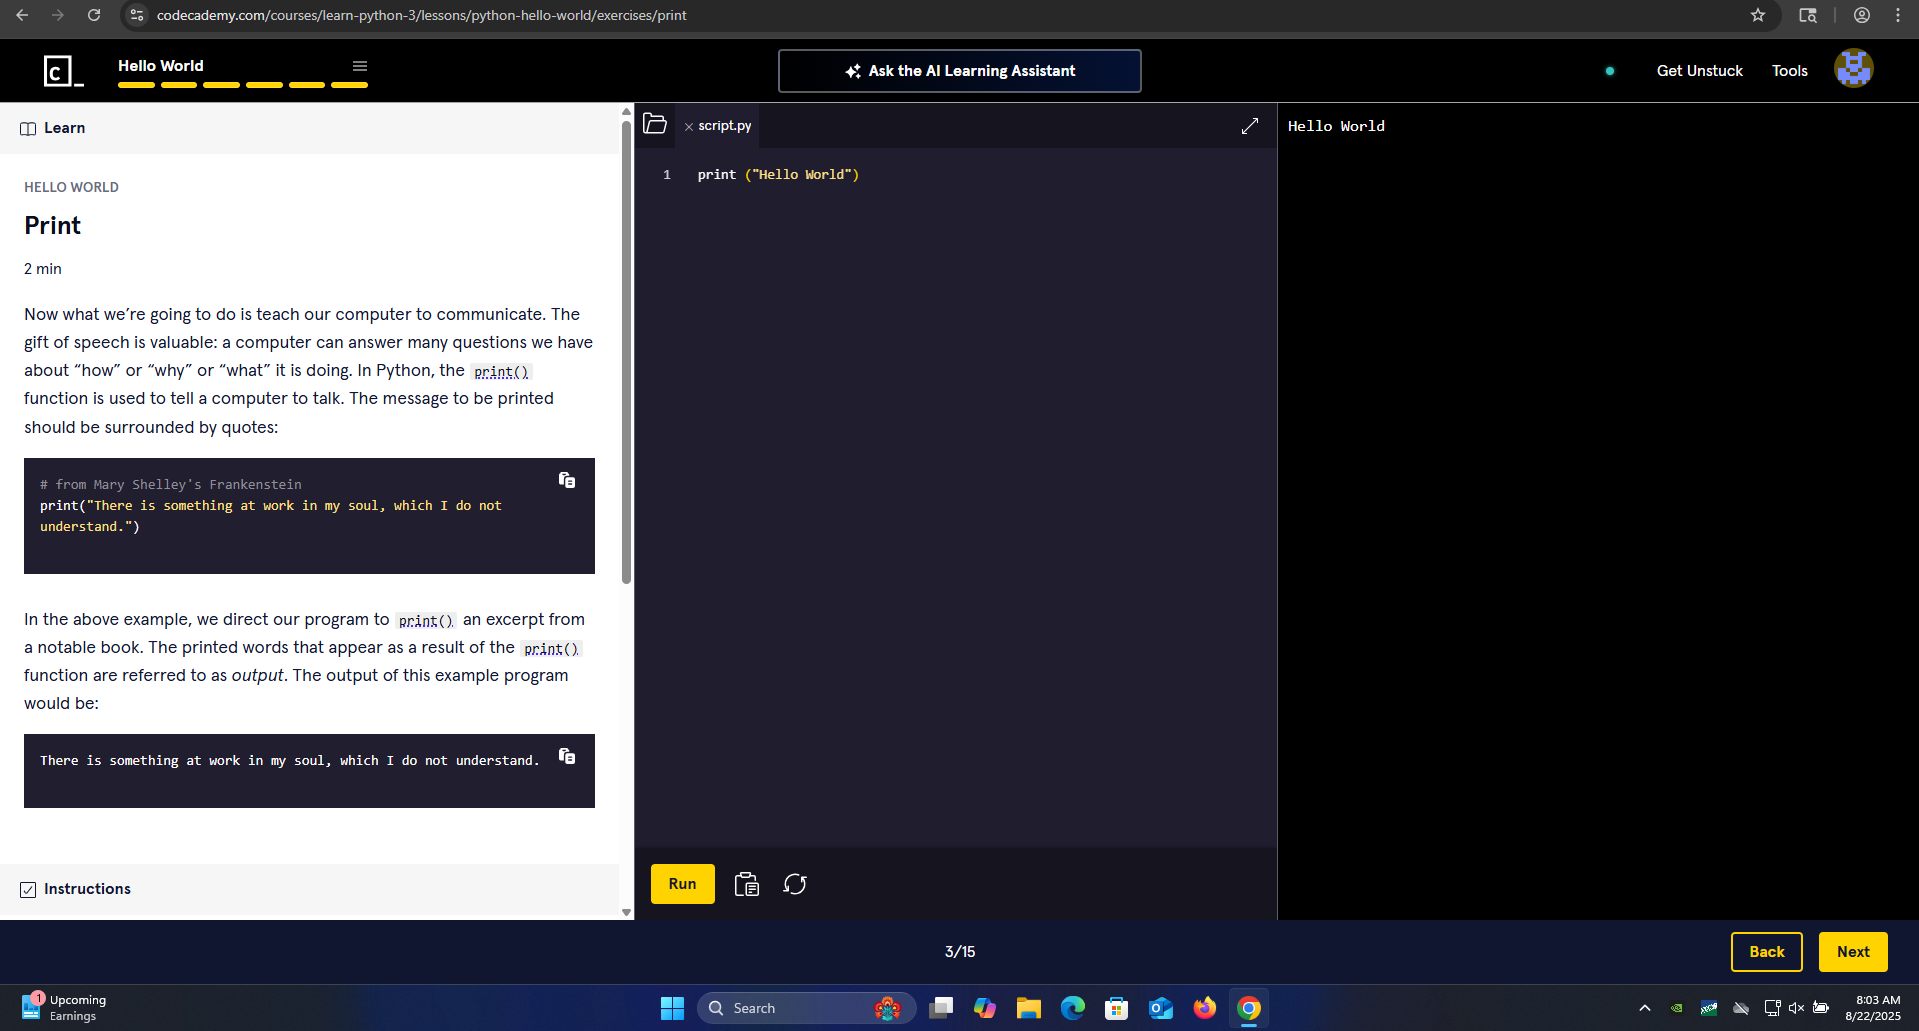 codecademy.com/courses/learn-python-3/lessons/python-hello-world/exercises/print
C_
Hello World
Ask the AI Learning Assistant
Get Unstuck
Tools
Learn
HELLO WORLD
Print
2 min
Now what we’re going to do is teach our computer to communicate. The
gift of speech is valuable: a computer can answer many questions we have
about “how” or “why” or “what” it is doing. In Python, the print()
function is used to tell a computer to talk. The message to be printed
should be surrounded by quotes:
# from Mary Shelley's Frankenstein
print("There is something at work in my soul, which I do not
understand.")
In the above example, we direct our program to print() an excerpt from
a notable book. The printed words that appear as a result of the print()
function are referred to as output. The output of this example program
would be:
There is something at work in my soul, which I do not understand.
Instructions
script.py
1 print ("Hello World")
Run
Hello World
3/15
Back
Next
1
Upcoming
Earnings
Search
8:03 AM
8/22/2025